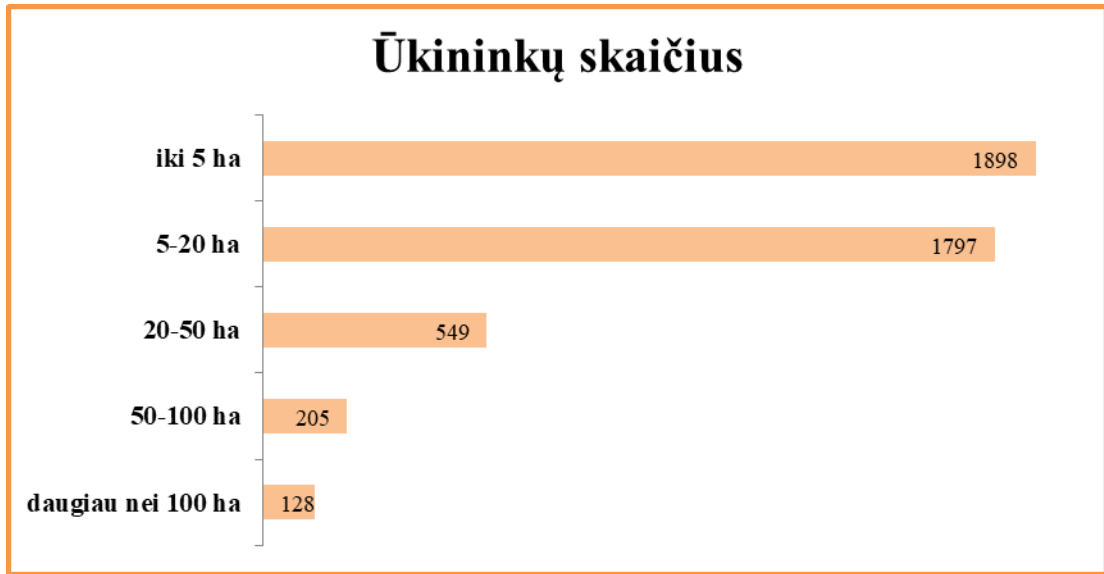 Ūkininkų skaičius
iki 5 ha
1898
5-20 ha
1797
20-50 ha
549
50-100 ha
205
daugiau nei 100 ha
128